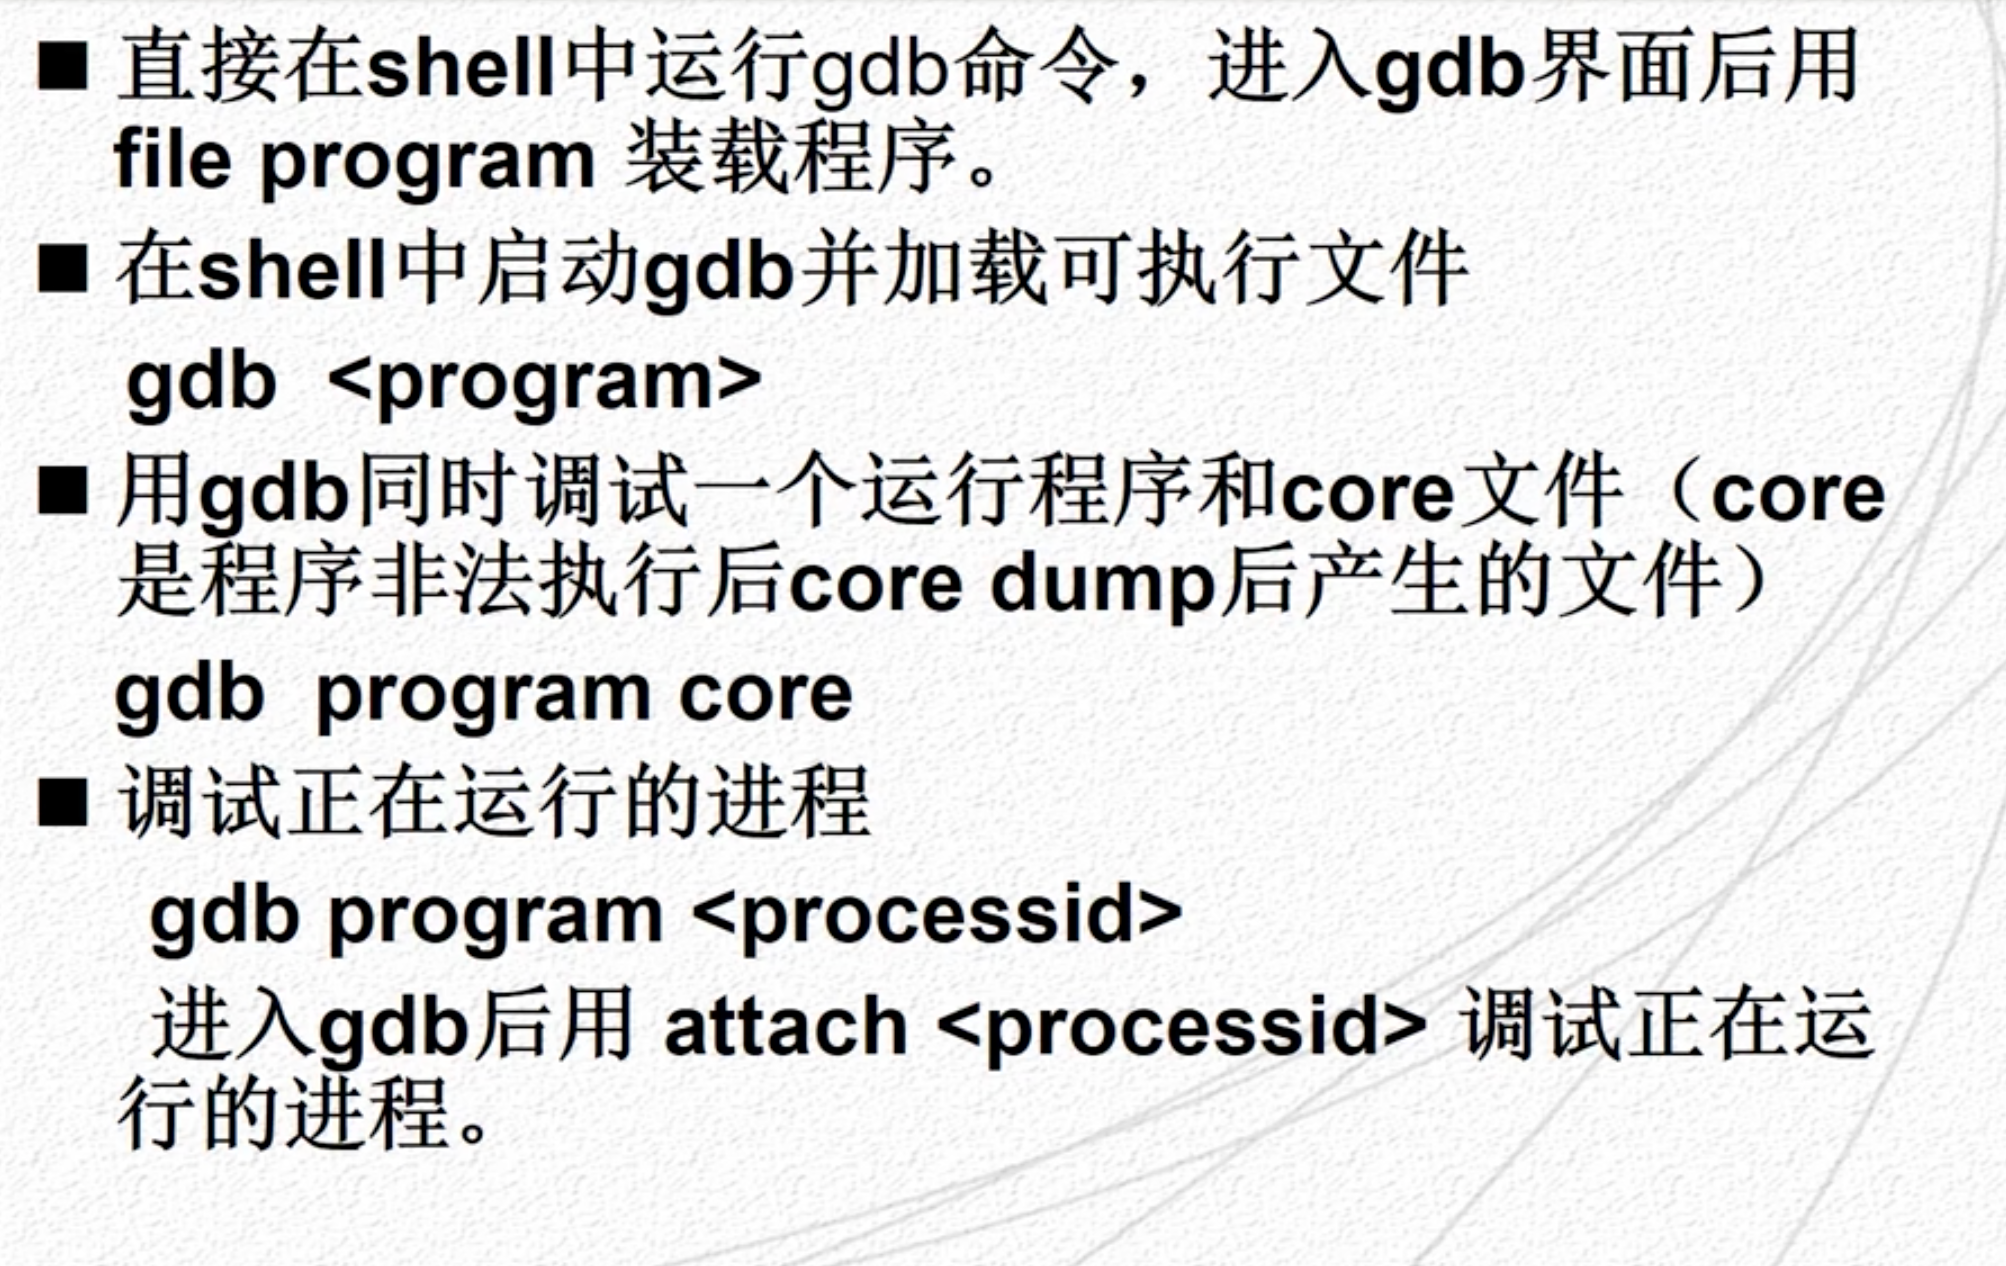 ■ 直接在shell中运行gdb命令，进入gdb界面后用
file program 装载程序。
■ 在shell中启动gdb并加载可执行文件
gdb <program>
■ 用gdb同时调试一个运行程序和core文件（core
是程序非法执行后core dump后产生的文件）
gdb program core
■ 调试正在运行的进程
gdb program <processid>
进入gdb后用 attach <processid> 调试正在运
行的进程。